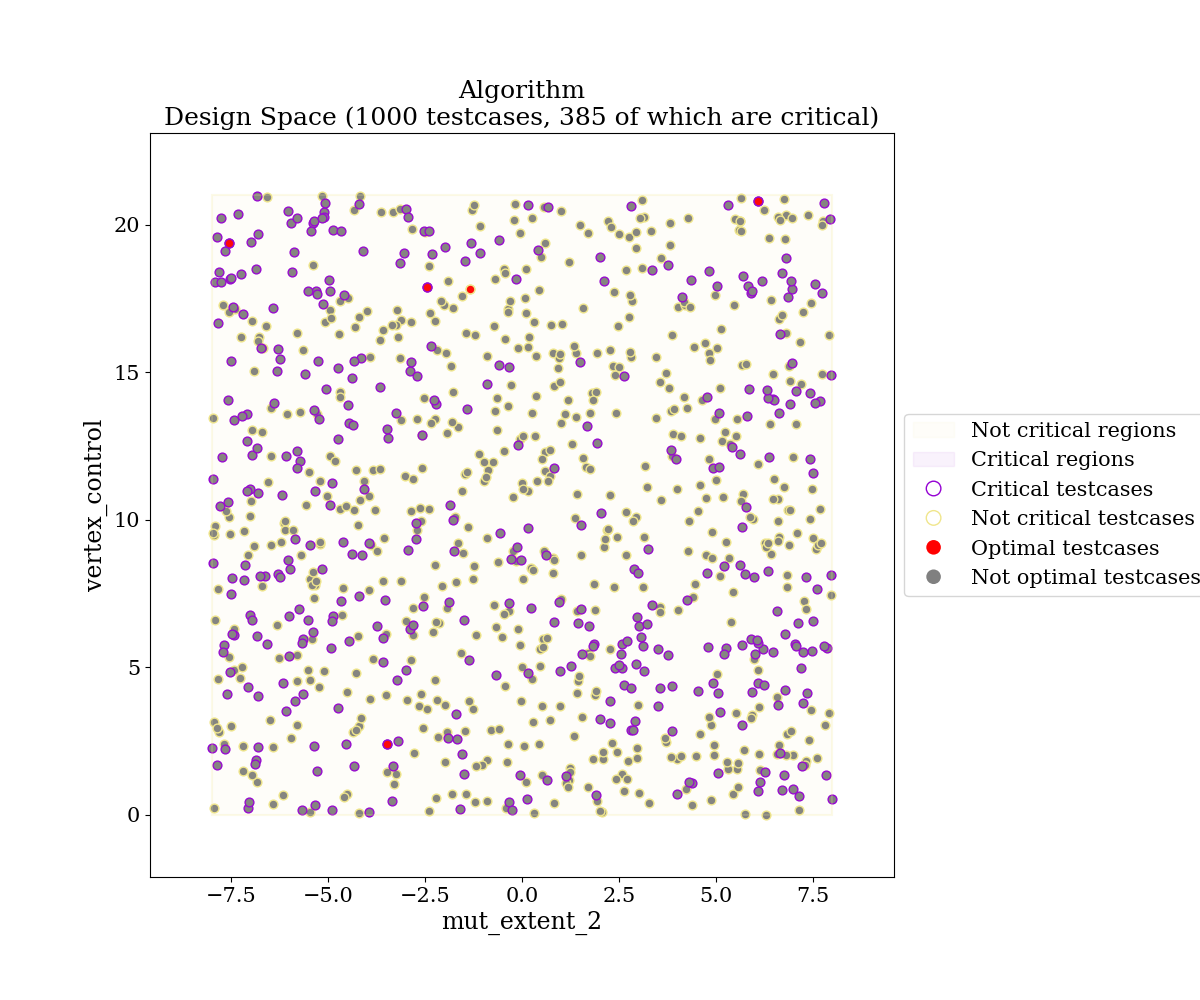 Algorithm
Design Space (1000 testcases, 385 of which are critical)
20
15
10
5
0
vertex_control
−7.5
−5.0
−2.5
0.0
2.5
5.0
7.5
mut_extent_2
Not critical regions
Critical regions
Critical testcases
Not critical testcases
Optimal testcases
Not optimal testcases